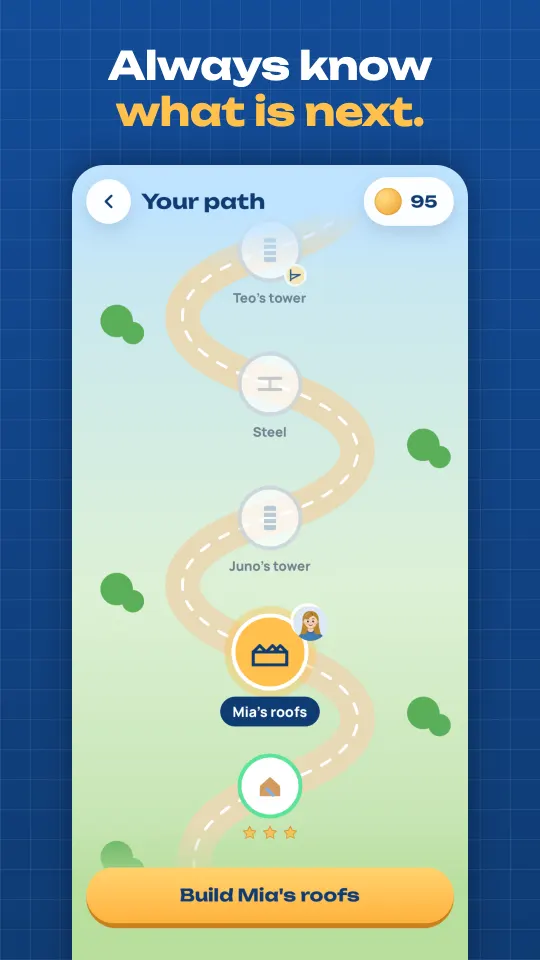 Always know
what is next.
Your path
95
Teo's tower
Steel
Juno's tower
Mia's roofs
Build Mia's roofs